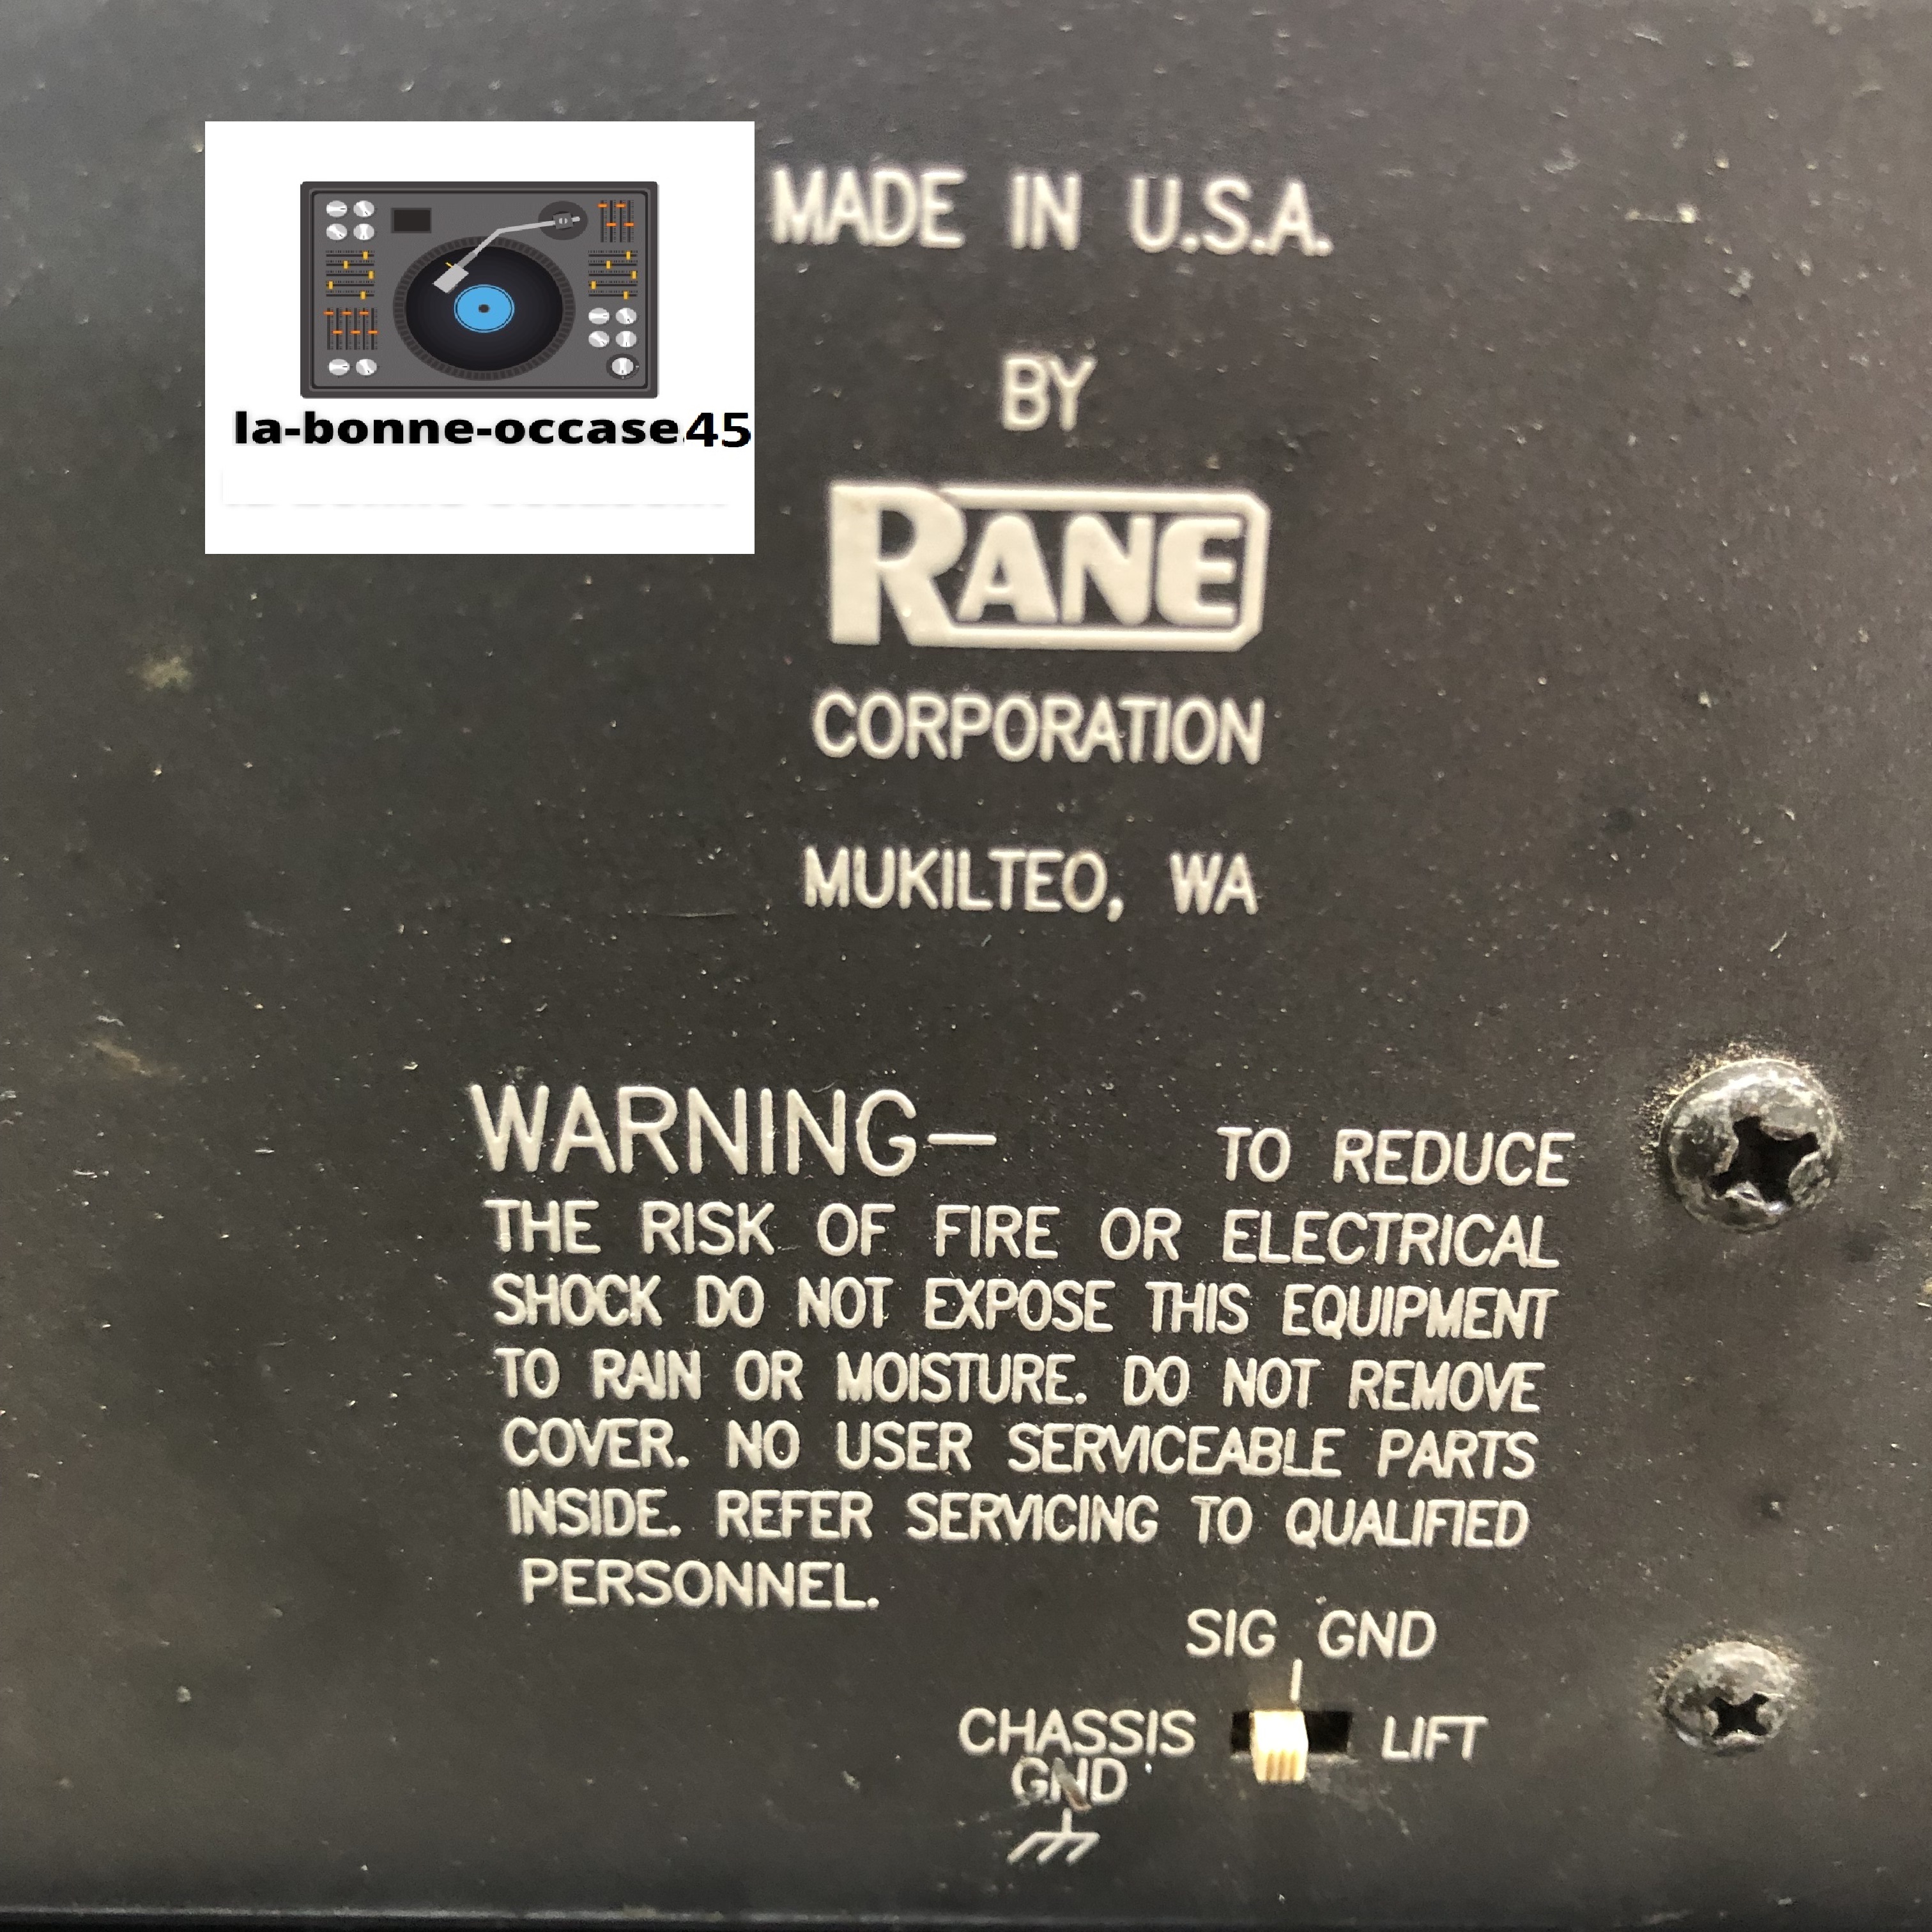 la-bonne-occase.45
MADE IN U.S.A.
BY
RANE
CORPORATION
MUKILTEO, WA
WARNING— TO REDUCE
THE RISK OF FIRE OR ELECTRICAL
SHOCK DO NOT EXPOSE THIS EQUIPMENT
TO RAIN OR MOISTURE. DO NOT REMOVE
COVER. NO USER SERVICEABLE PARTS
INSIDE. REFER SERVICING TO QUALIFIED
PERSONNEL.
SIG GND
CHASSIS LIFT
GND